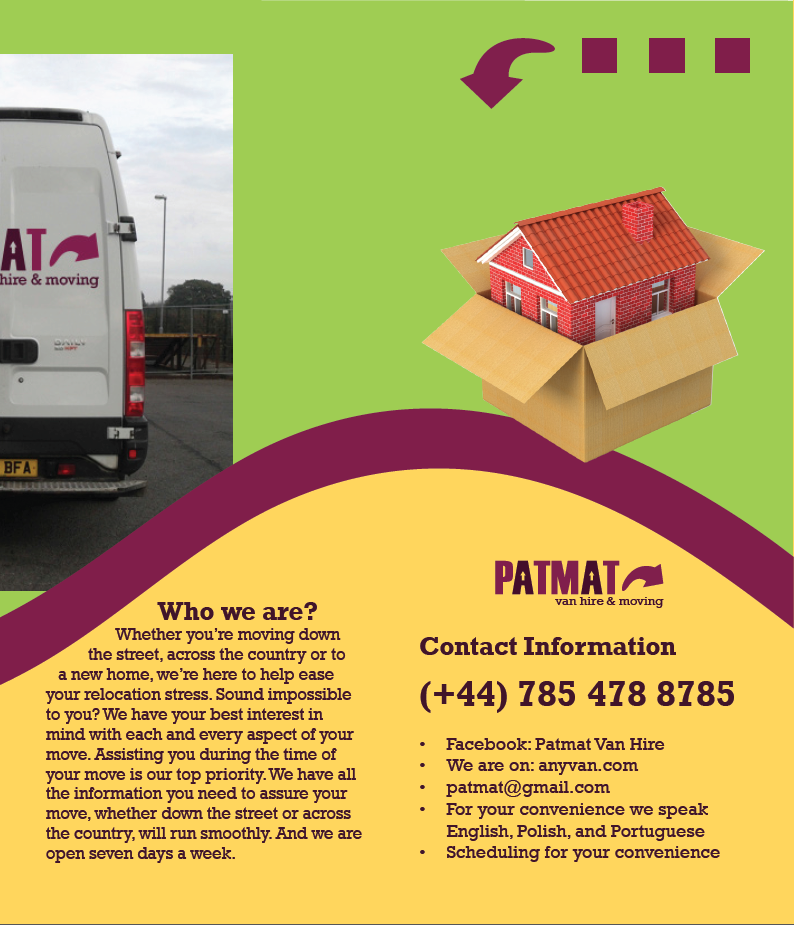 AT
hire & moving
DAILY
BFA
PATMAT
van hire & moving
Who we are?
Whether you're moving down
the street, across the country or to
a new home, we're here to help ease
your relocation stress. Sound impossible
to you? We have your best interest in
mind with each and every aspect of your
move. Assisting you during the time of
your move is our top priority. We have all
the information you need to assure your
move, whether down the street or across
the country, will run smoothly. And we are
open seven days a week.
Contact Information
(+44) 785 478 8785
• Facebook: Patmat Van Hire
• We are on: anyvan.com
• patmat@gmail.com
• For your convenience we speak
English, Polish, and Portuguese
• Scheduling for your convenience